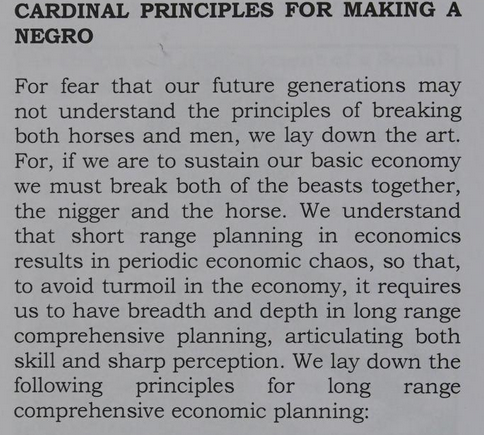 CARDINAL PRINCIPLES FOR MAKING A
NEGRO
For fear that our future generations may
not understand the principles of breaking
both horses and men, we lay down the art.
For, if we are to sustain our basic economy
we must break both of the beasts together,
the nigger and the horse. We understand
that short range planning in economics
results in periodic economic chaos, so that,
to avoid turmoil in the economy, it requires
us to have breadth and depth in long range
comprehensive planning, articulating both
skill and sharp perception. We lay down the
following principles for long range
comprehensive economic planning: